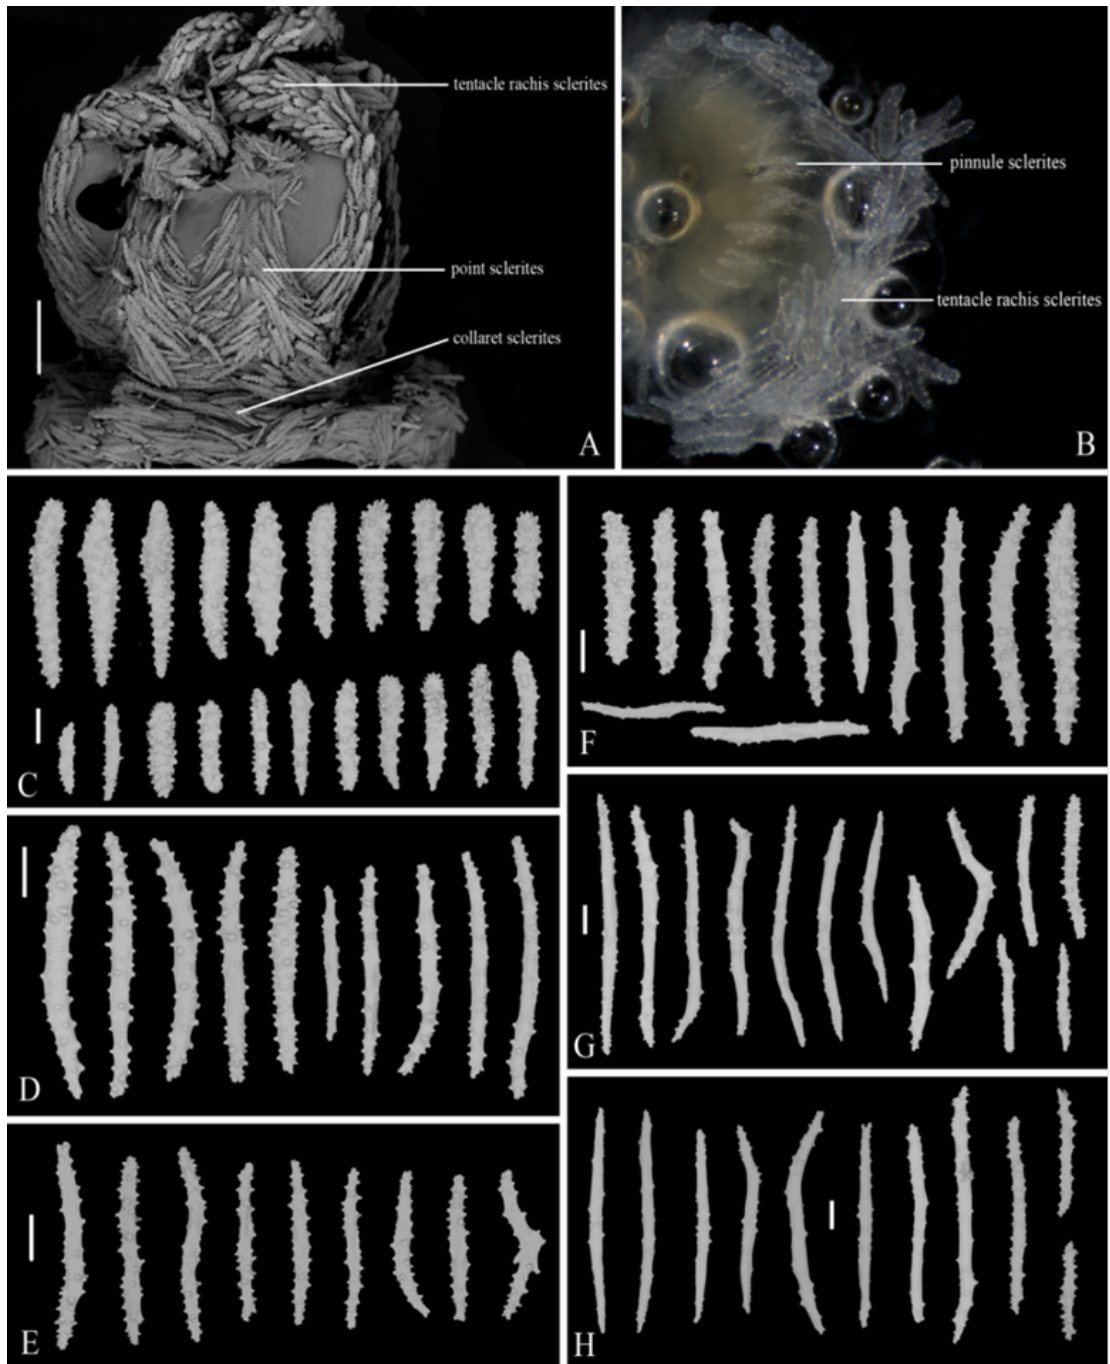 tentacle rachis sclerites
point sclerites
collaret sclerites
A
pinnule sclerites
tentacle rachis sclerites
B
C
D
E
F
G
H